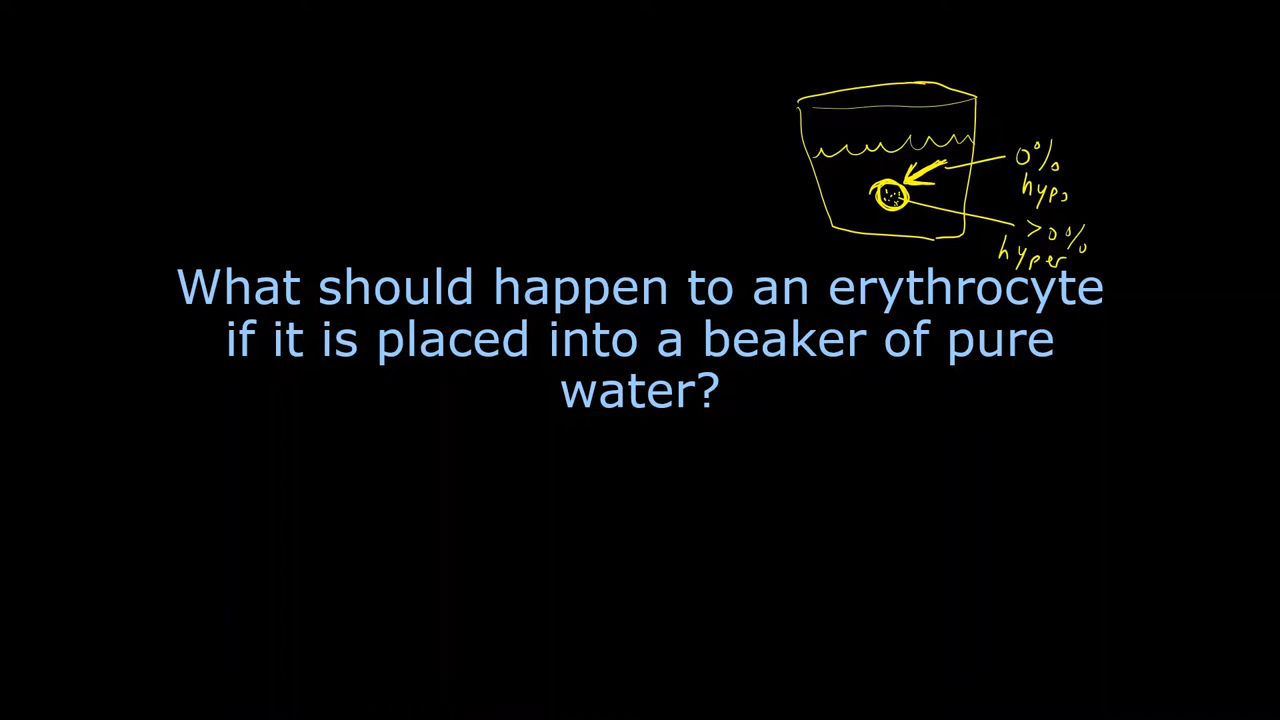 0%
hypo
>0%
hyper
What should happen to an erythrocyte
if it is placed into a beaker of pure
water?